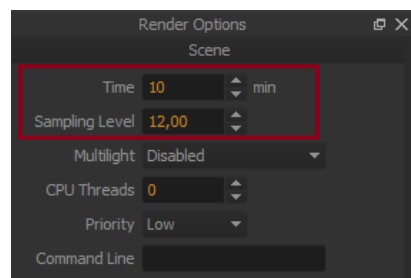 Render Options
Scene
Time 10 min
Sampling Level 12,00
Multilight Disabled
CPU Threads 0
Priority Low
Command Line